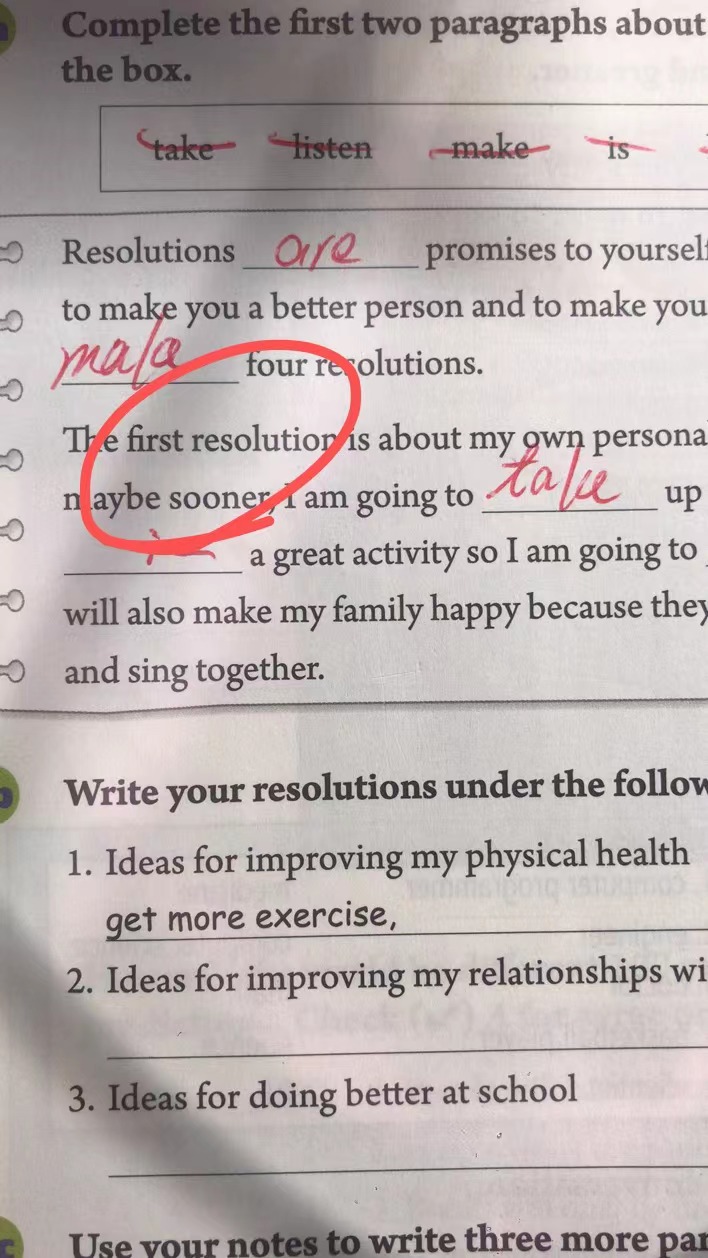 Complete the first two paragraphs about
the box.
take listen make is
Resolutions are promises to yourself
to make you a better person and to make you
make four resolutions.
The first resolution is about my own persona
maybe sooner, I am going to take up
is a great activity so I am going to
will also make my family happy because they
and sing together.
Write your resolutions under the follow
1. Ideas for improving my physical health
get more exercise,
2. Ideas for improving my relationships wi
3. Ideas for doing better at school
Use your notes to write three more par